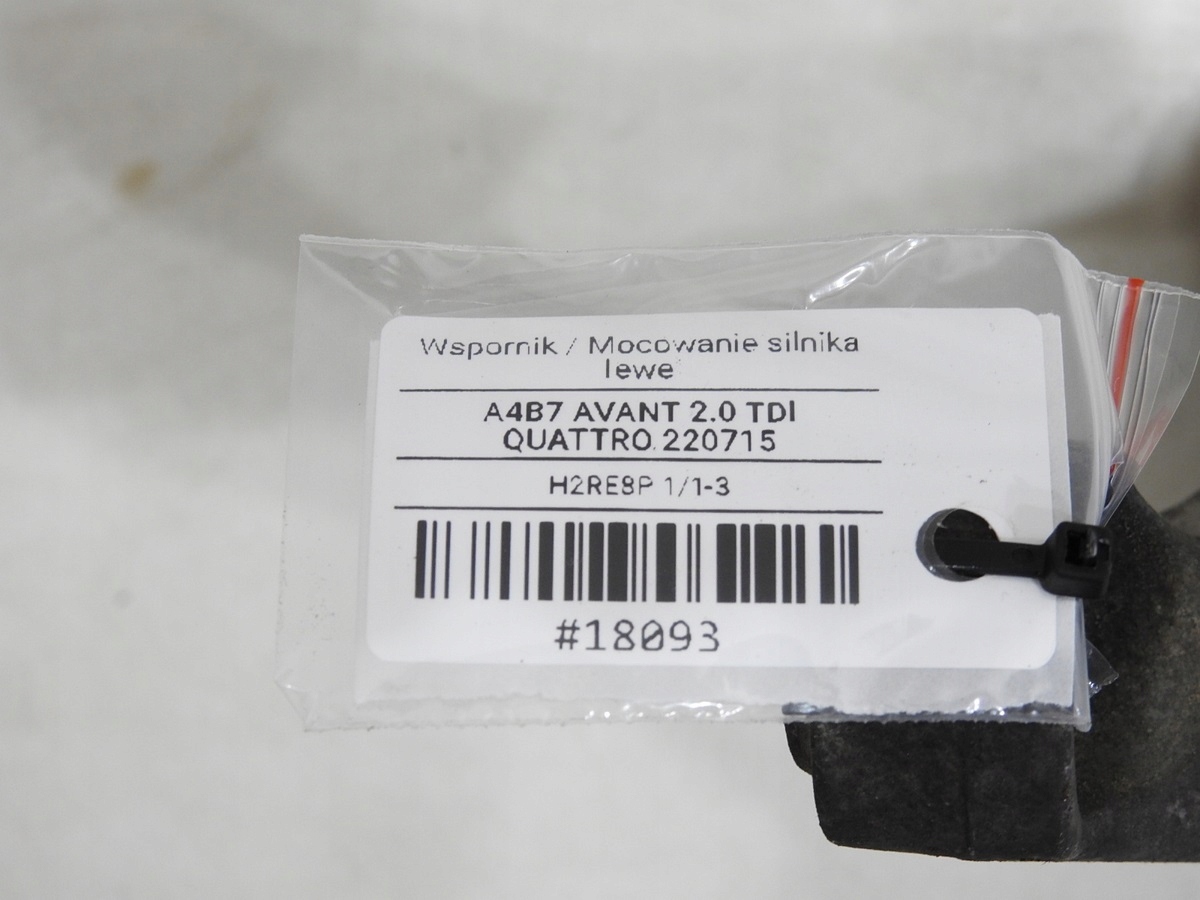 Wspornik / Mocowanie silnika
lewe
A4B7 AVANT 2.0 TDI
QUATTRO 220715
H2RE8P 1/1-3
#18093